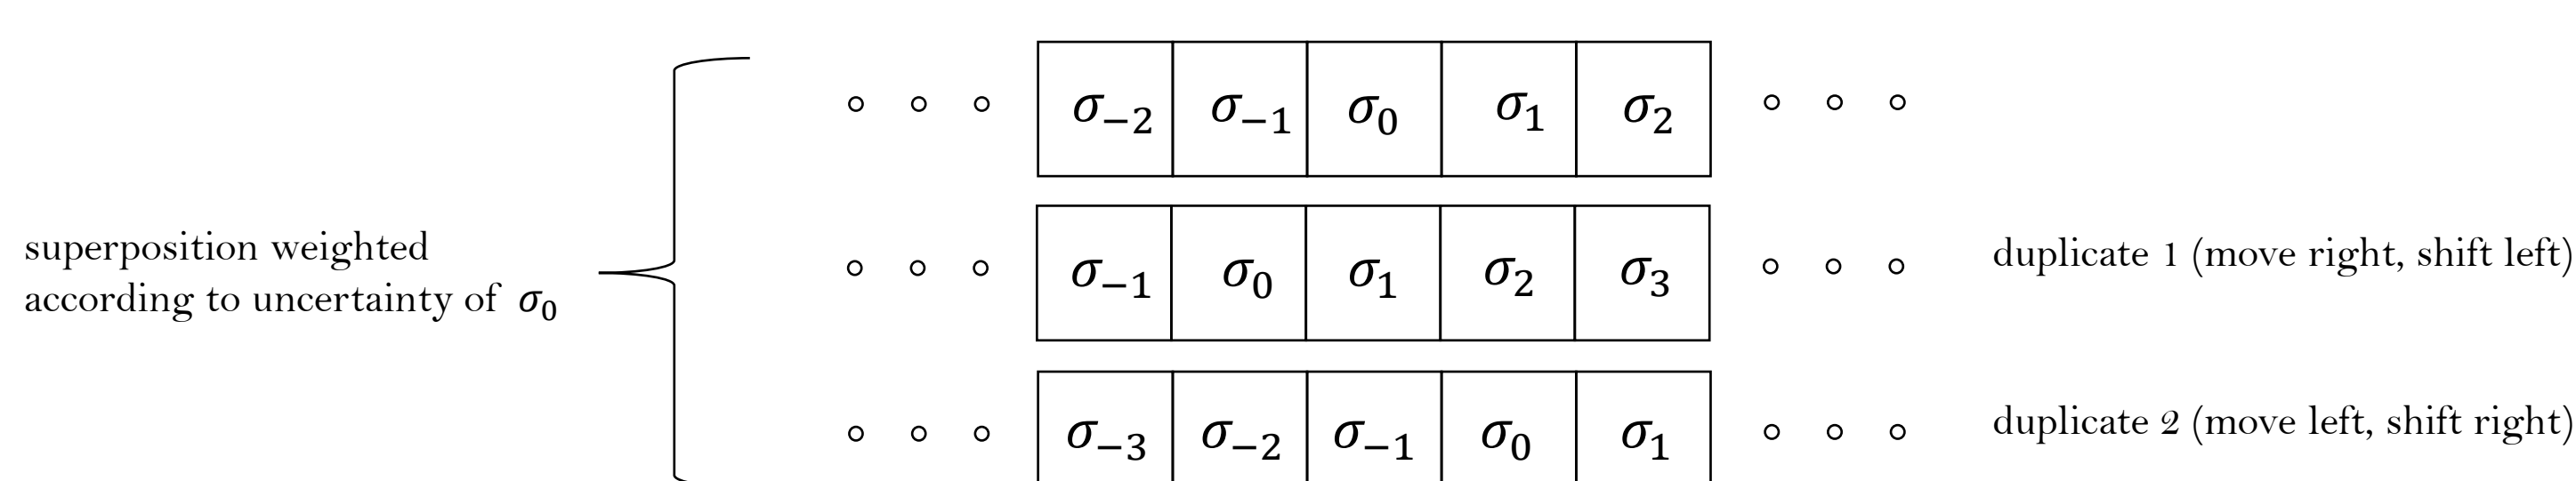 σ₋₂ σ₋₁ σ₀ σ₁ σ₂
superposition weighted
according to uncertainty of σ₀
σ₋₁ σ₀ σ₁ σ₂ σ₃ duplicate 1 (move right, shift left)
σ₋₃ σ₋₂ σ₋₁ σ₀ σ₁ duplicate 2 (move left, shift right)